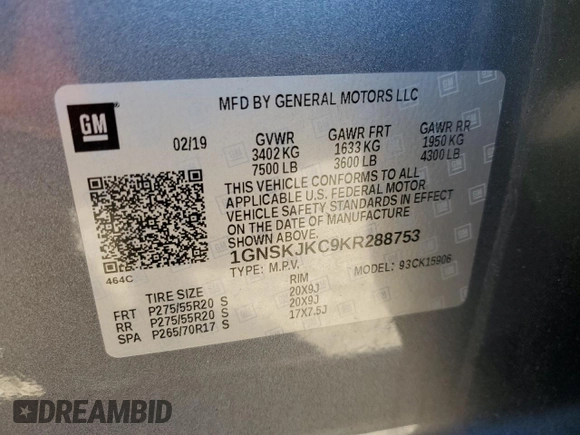 GM
MFD BY GENERAL MOTORS LLC
02/19 GVWR GAWR FRT GAWR RR
3402 KG 1633 KG 1950 KG
7500 LB 3600 LB 4300 LB
THIS VEHICLE CONFORMS TO ALL
APPLICABLE U.S. FEDERAL MOTOR
VEHICLE SAFETY STANDARDS IN EFFECT
ON THE DATE OF MANUFACTURE
1GNSKJKC9KR288753
TYPE: M.P.V. MODEL: 93CK15906
464C
TIRE SIZE RIM
FRT P275/55R20 S 20X9J
RR P275/55R20 S 20X9J
SPA P265/70R17 S 17X7.5J
DREAMBID